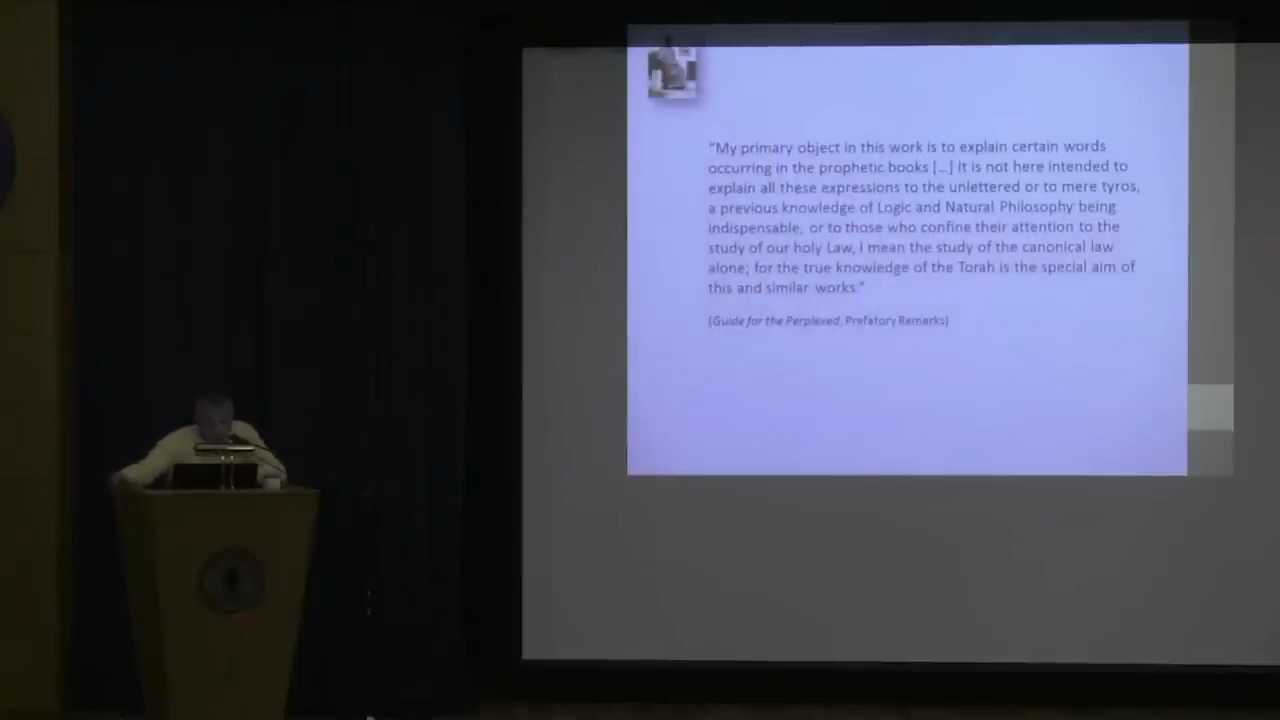 “My primary object in this work is to explain certain words
occurring in the prophetic books [...] It is not here intended to
explain all these expressions to the unlettered or to mere tyros,
a previous knowledge of Logic and Natural Philosophy being
indispensable, or to those who confine their attention to the
study of our holy Law, I mean the study of the canonical law
alone; for the true knowledge of the Torah is the special aim of
this and similar works.”
(Guide for the Perplexed, Prefatory Remarks)